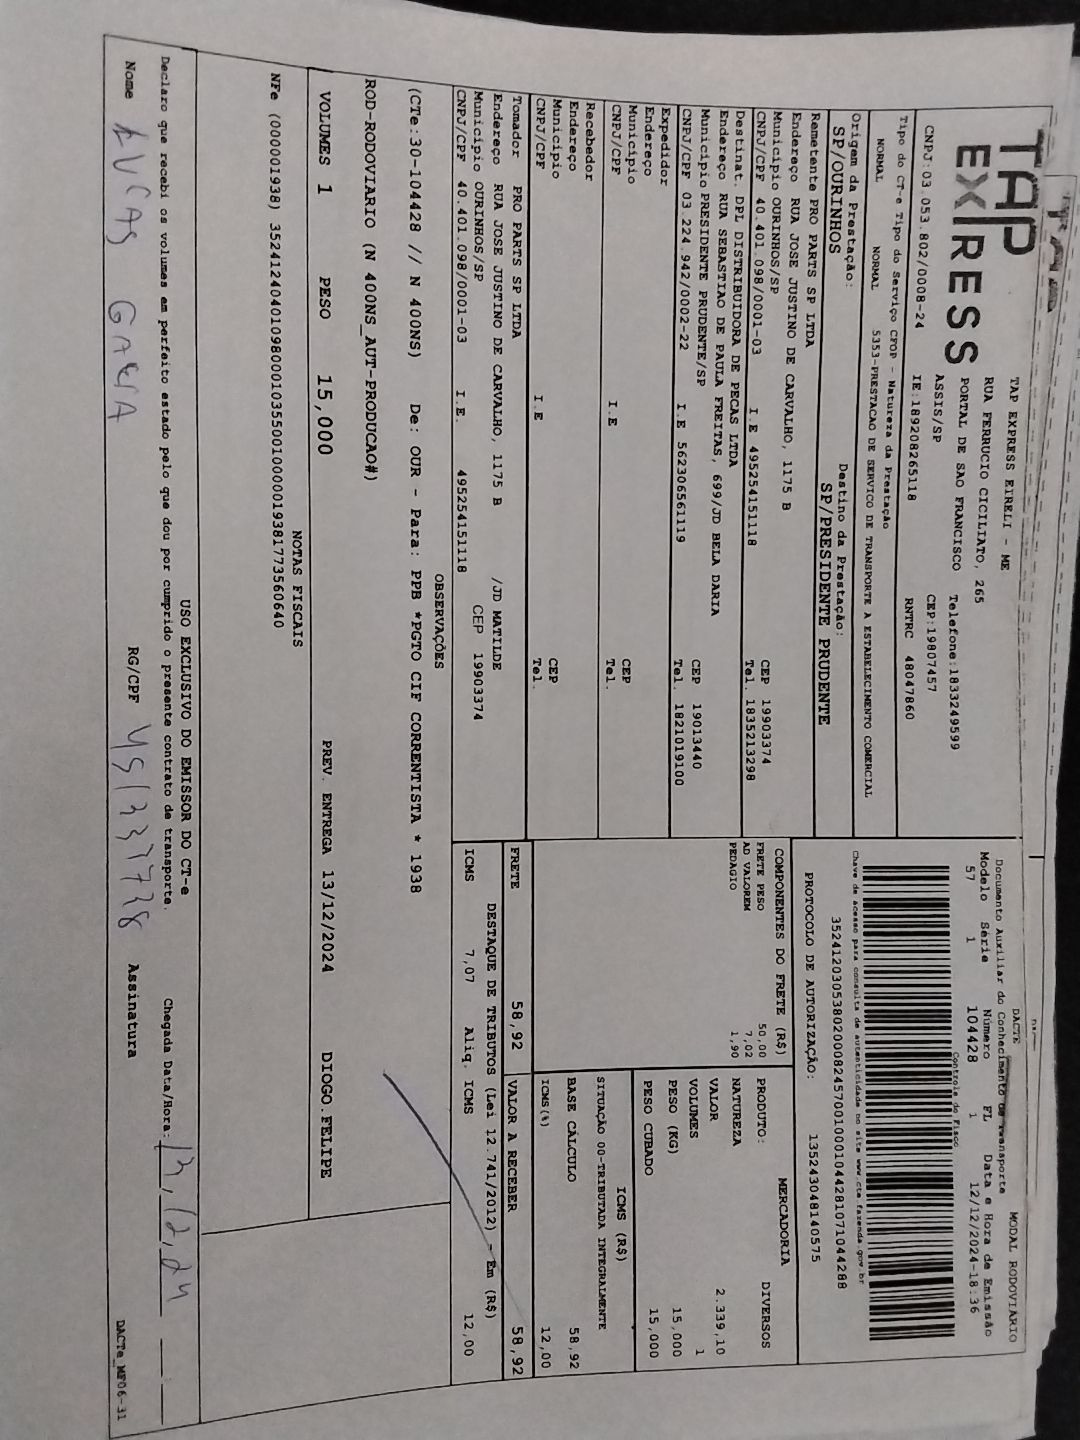 TAP
EXPRESS
TAP EXPRESS EIRELI - ME
RUA FERRUCIO CICILIATO, 265
PORTAL DE SAO FRANCISCO Telefone:1833249599
ASSIS/SP CEP:19807457
CNPJ:03.053.802/0008-24 IE:189208265118 RNTRC 48047860
Tipo do CT-e Tipo do Serviço CFOP - Natureza da Prestação
NORMAL NORMAL 5353-PRESTACAO DE SERVICO DE TRANSPORTE A ESTABELECIMENTO COMERCIAL
Origem da Prestação: Destino da Prestação:
SP/OURINHOS SP/PRESIDENTE PRUDENTE
Remetente PRO PARTS SP LTDA
Endereço RUA JOSE JUSTINO DE CARVALHO, 1175 B
Município OURINHOS/SP CEP 19903374
CNPJ/CPF 40.401.098/0001-03 I.E 495254151118 Tel. 1835213298
Destinat. DPL DISTRIBUIDORA DE PECAS LTDA
Endereço RUA SEBASTIAO DE PAULA FREITAS, 699/JD BELA DARIA
Município PRESIDENTE PRUDENTE/SP CEP 19013440
CNPJ/CPF 03.224.942/0002-22 I.E 562306561119 Tel. 1821019100
Expedidor
Endereço
Município CEP
CNPJ/CPF I.E Tel.
Recebedor
Endereço
Município CEP
CNPJ/CPF I.E Tel.
Tomador PRO PARTS SP LTDA
Endereço RUA JOSE JUSTINO DE CARVALHO, 1175 B /JD MATILDE
Município OURINHOS/SP CEP 19903374
CNPJ/CPF 40.401.098/0001-03 I.E. 495254151118
DACTE MODAL RODOVIÁRIO
Documento Auxiliar do Conhecimento de Transporte
Modelo Série Número FL Data e Hora de Emissão
57 1 104428 1 12/12/2024-18:36
Controle do Fisco
Chave de acesso para consulta de autenticidade no site www.cte.fazenda.gov.br
35241203053802000824570010001044281071044288
PROTOCOLO DE AUTORIZAÇÃO: 135243048140575
COMPONENTES DO FRETE (R$)
FRETE PESO 50,00
AD VALOREM 7,02
PEDAGIO 1,90
MERCADORIA
PRODUTO: DIVERSOS
NATUREZA
VALOR 2.339,10
VOLUMES 1
PESO (KG) 15,000
PESO CUBADO 15,000
ICMS (R$)
SITUAÇÃO 00-TRIBUTADA INTEGRALMENTE
BASE CÁLCULO 58,92
ICMS(%) 12,00
FRETE 58,92 VALOR A RECEBER 58,92
DESTAQUE DE TRIBUTOS (Lei 12.741/2012) - Em (R$)
ICMS 7,07 Aliq. ICMS 12,00
OBSERVAÇÕES
(CTe:30-104428 // N 400NS) De: OUR - Para: PPB *PGTO CIF CORRENTISTA * 1938
ROD-RODOVIARIO (N 400NS_AUT-PRODUCAO#)
VOLUMES 1 PESO 15,000 PREV. ENTREGA 13/12/2024 DIOGO.FELIPE
NOTAS FISCAIS
NFe (000001938) 35241240401098000103550010000019381773560640
USO EXCLUSIVO DO EMISSOR DO CT-e
Declaro que recebi os volumes em perfeito estado pelo que dou por cumprido o presente contrato de transporte. Chegada Data/Hora: 13,12,24
Nome LUCAS RG/CPF Assinatura
DACTe_MF06-31